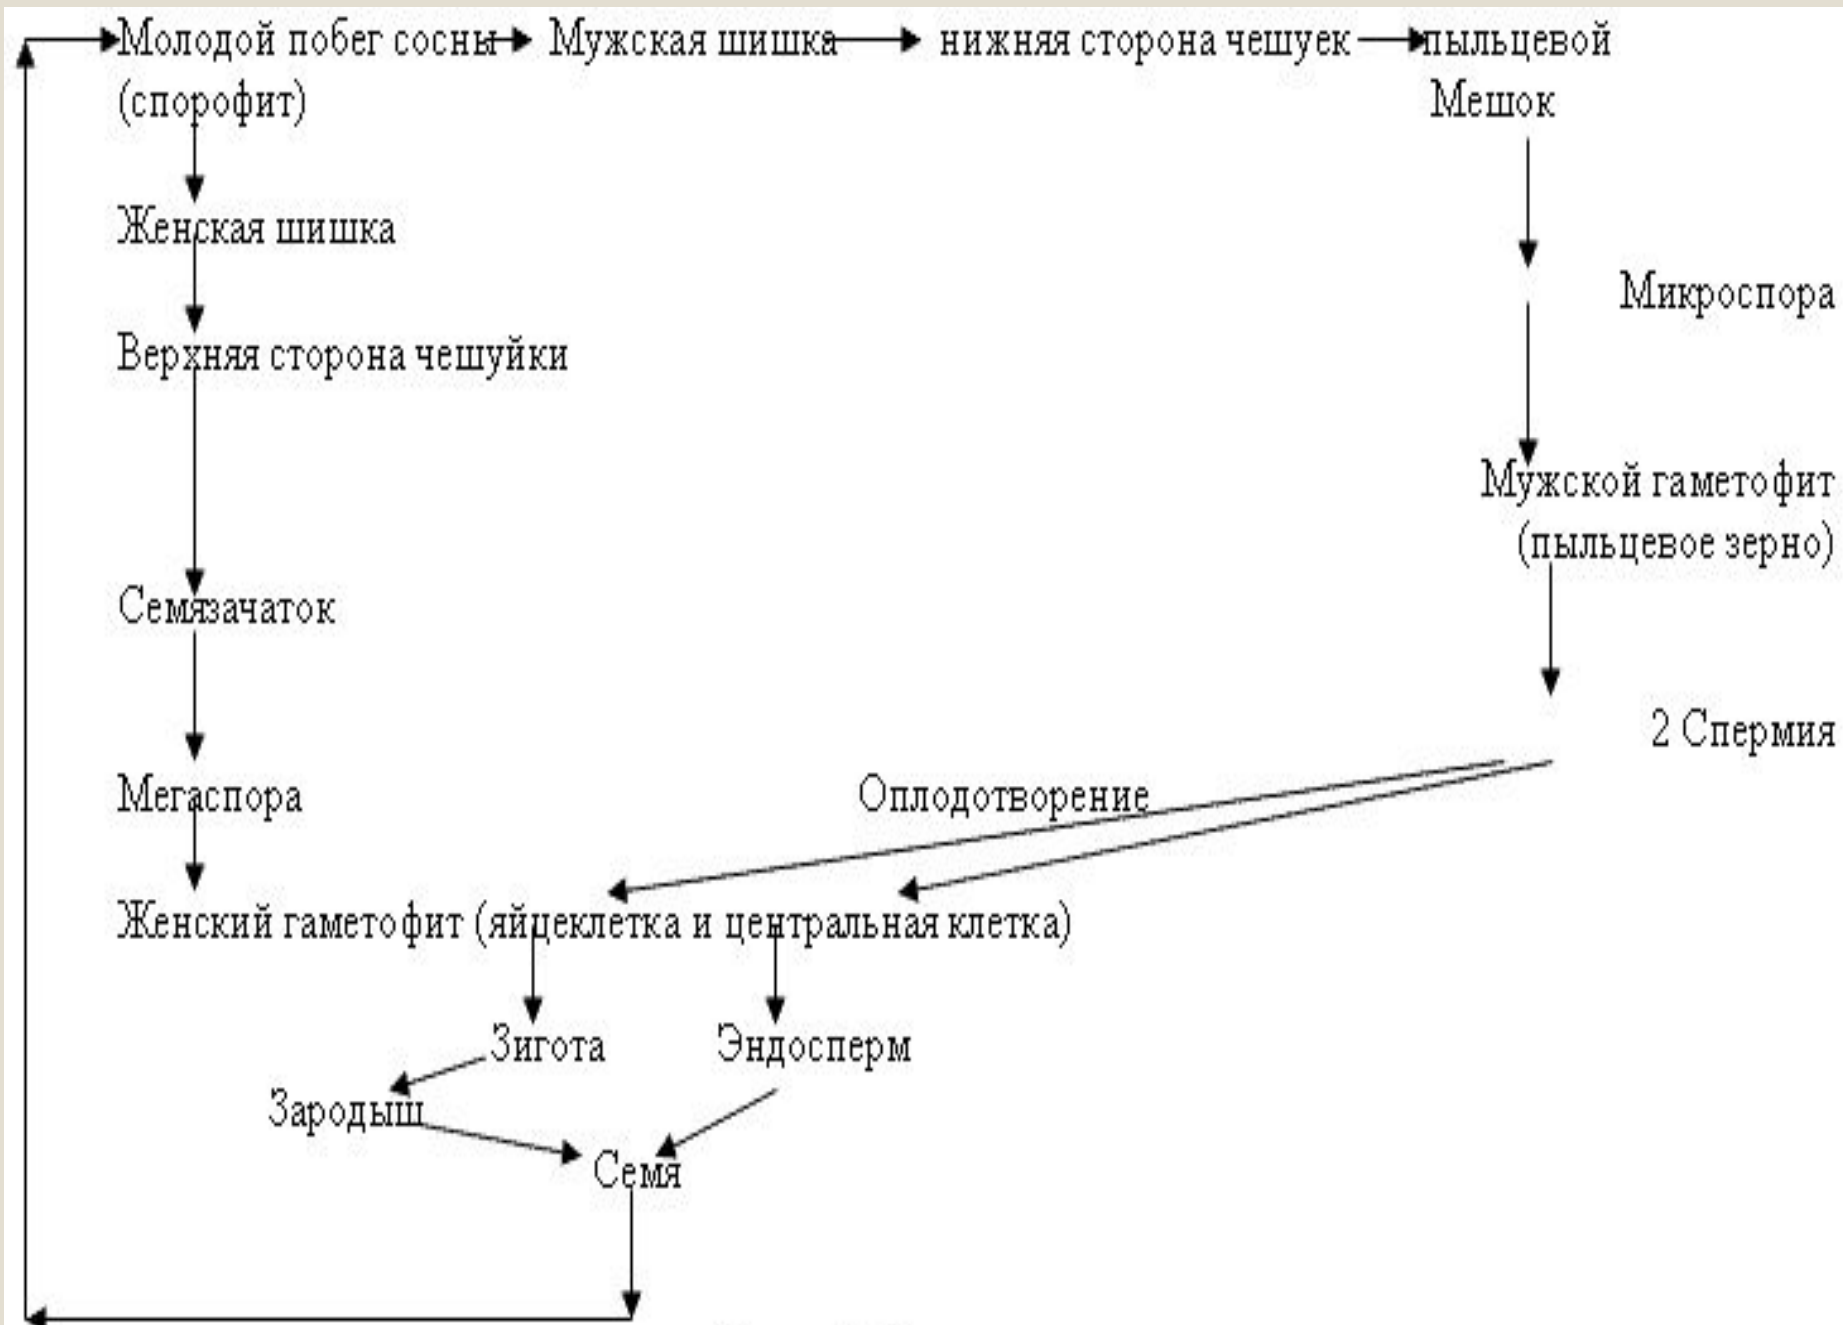 Молодой побег сосны Мужская шишка нижняя сторона чешуек пыльцевой
(спорофит) Мешок
Женская шишка
Микроспора
Верхняя сторона чешуйки
Мужской гаметофит
(пыльцевое зерно)
Семязачаток
2 Спермия
Мегаспора Оплодотворение
Женский гаметофит (яйцеклетка и центральная клетка)
Зигота Эндосперм
Зародыш
Семя